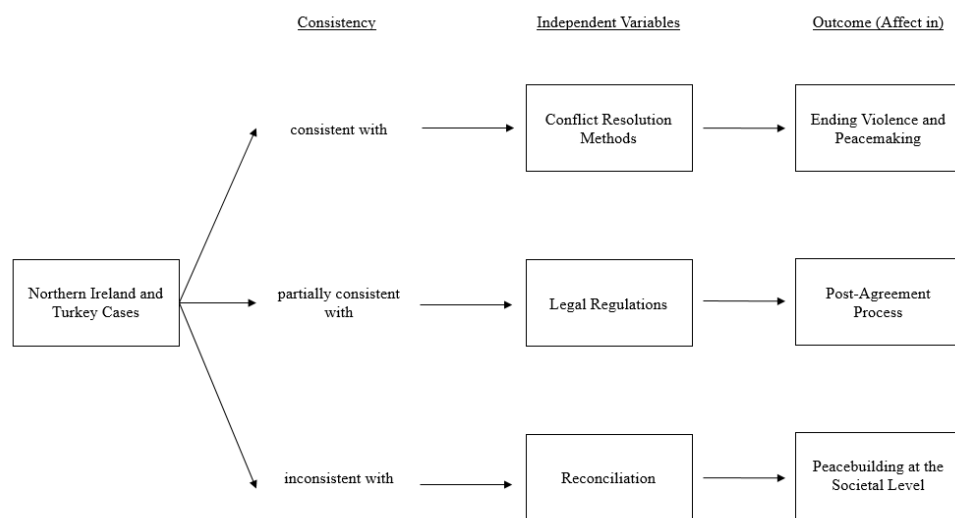 Consistency
Independent Variables
Outcome (Affect in)
consistent with
Conflict Resolution
Methods
Ending Violence and
Peacemaking
Northern Ireland and
Turkey Cases
partially consistent
with
Legal Regulations
Post-Agreement
Process
inconsistent with
Reconciliation
Peacebuilding at the
Societal Level